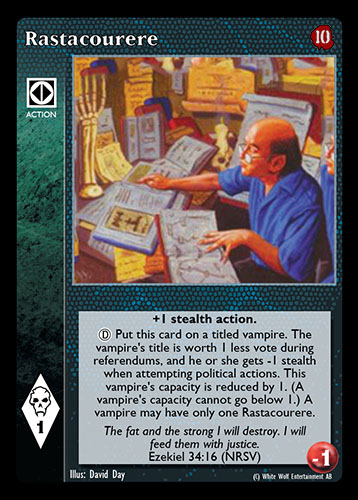 Rastacourere
10
ACTION
+1 stealth action.
Ⓓ Put this card on a titled vampire. The
vampire's title is worth 1 less vote during
referendums, and he or she gets -1 stealth
when attempting political actions. This
vampire's capacity is reduced by 1. (A
vampire's capacity cannot go below 1.) A
vampire may have only one Rastacourere.
The fat and the strong I will destroy. I will
feed them with justice.
Ezekiel 34:16 (NRSV)
1
-1
Illus: David Day
(C) White Wolf Entertainment AB